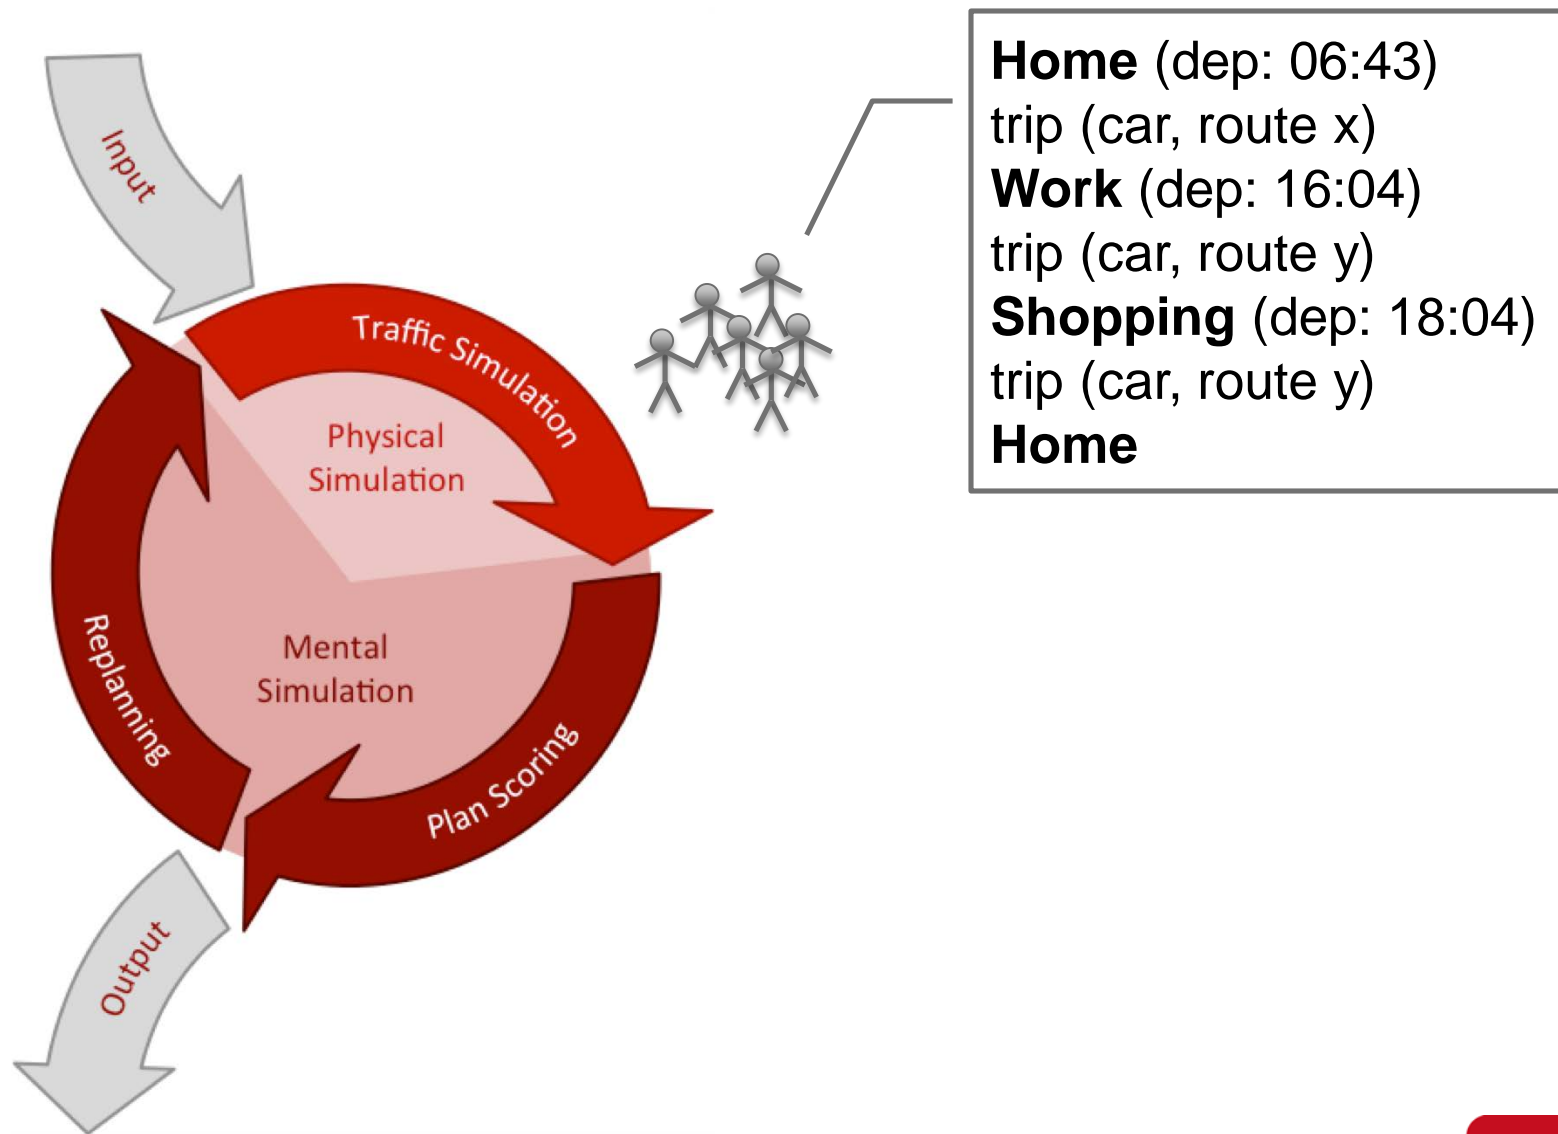 Input
Traffic Simulation
Physical
Simulation
Mental
Simulation
Replanning
Plan Scoring
Output
Home (dep: 06:43)
trip (car, route x)
Work (dep: 16:04)
trip (car, route y)
Shopping (dep: 18:04)
trip (car, route y)
Home